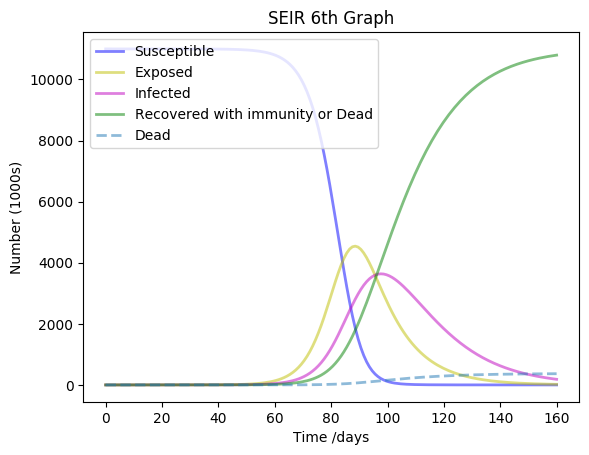 SEIR 6th Graph
Susceptible
Exposed
Infected
Recovered with immunity or Dead
Dead
Number (1000s)
10000
8000
6000
4000
2000
0
0 20 40 60 80 100 120 140 160
Time /days